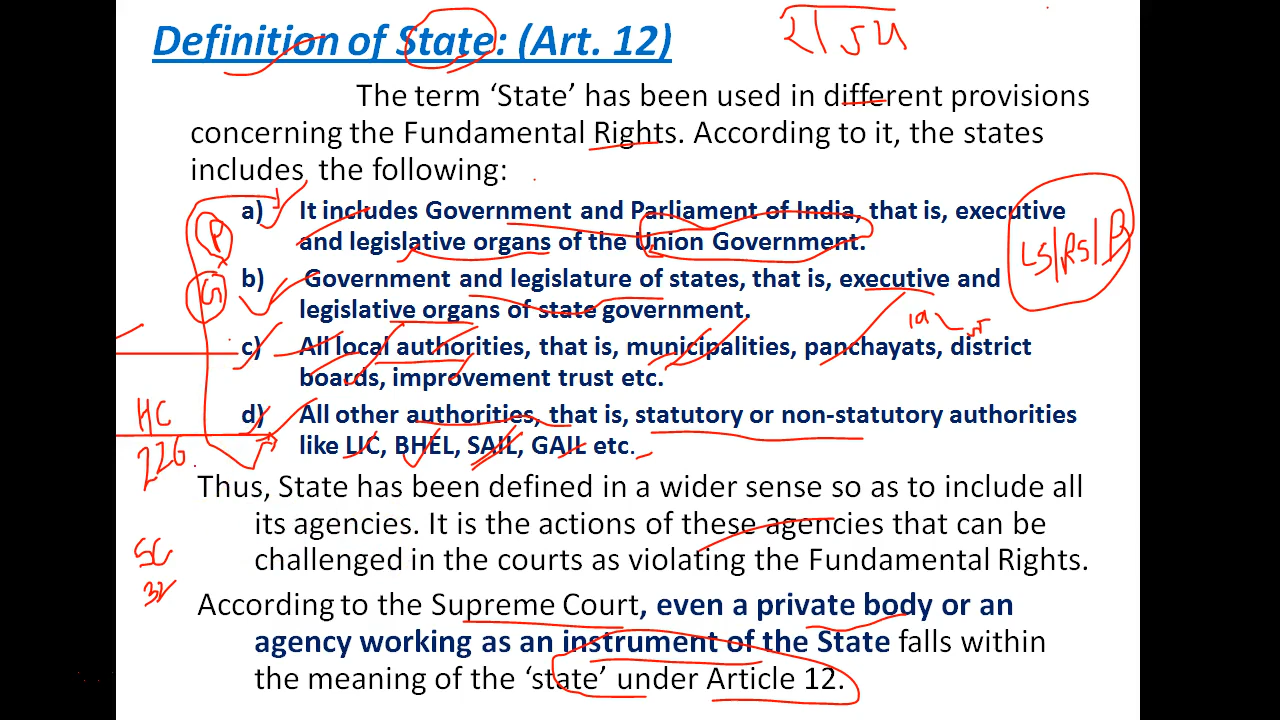 Definition of State: (Art. 12)
राज्य
The term ‘State’ has been used in different provisions
concerning the Fundamental Rights. According to it, the states
includes the following:
a) It includes Government and Parliament of India, that is, executive
and legislative organs of the Union Government.
P
LS/RS/P
b) Government and legislature of states, that is, executive and
legislative organs of state government.
S
c) All local authorities, that is, municipalities, panchayats, district
boards, improvement trust etc.
d) All other authorities, that is, statutory or non-statutory authorities
like LIC, BHEL, SAIL, GAIL etc.
HC
226
Thus, State has been defined in a wider sense so as to include all
its agencies. It is the actions of these agencies that can be
challenged in the courts as violating the Fundamental Rights.
SC
32
According to the Supreme Court, even a private body or an
agency working as an instrument of the State falls within
the meaning of the ‘state’ under Article 12.